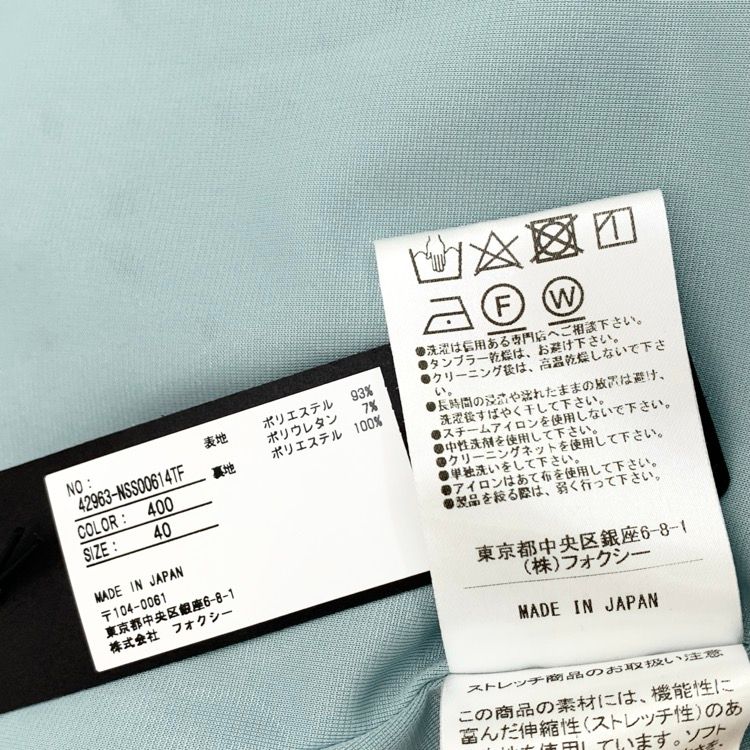 NO:
42963-NSS00614TF
COLOR: 400
SIZE: 40
表地 ポリエステル 93%
ポリウレタン 7%
裏地 ポリエステル 100%
MADE IN JAPAN
〒104-0061
東京都中央区銀座6-8-1
株式会社 フォクシー
F W
●洗濯は信用ある専門店へご相談下さい。
●タンブラー乾燥は、お避け下さい。
●クリーニング後は、高温乾燥しないで下さい。
●長時間の浸漬や濡れたままの放置は避け、
洗濯後すばやく干して下さい。
●スチームアイロンを使用しないで下さい。
●中性洗剤を使用して下さい。
●クリーニングネットを使用して下さい。
●単独洗いをして下さい。
●アイロンはあて布を使用して下さい。
●製品を絞る際は、弱く行って下さい。
東京都中央区銀座6-8-1
(株)フォクシー
MADE IN JAPAN
ストレッチ商品のお取扱い注意
この商品の素材には、機能性に
富んだ伸縮性(ストレッチ性)のあ
を使用しています。ソフト